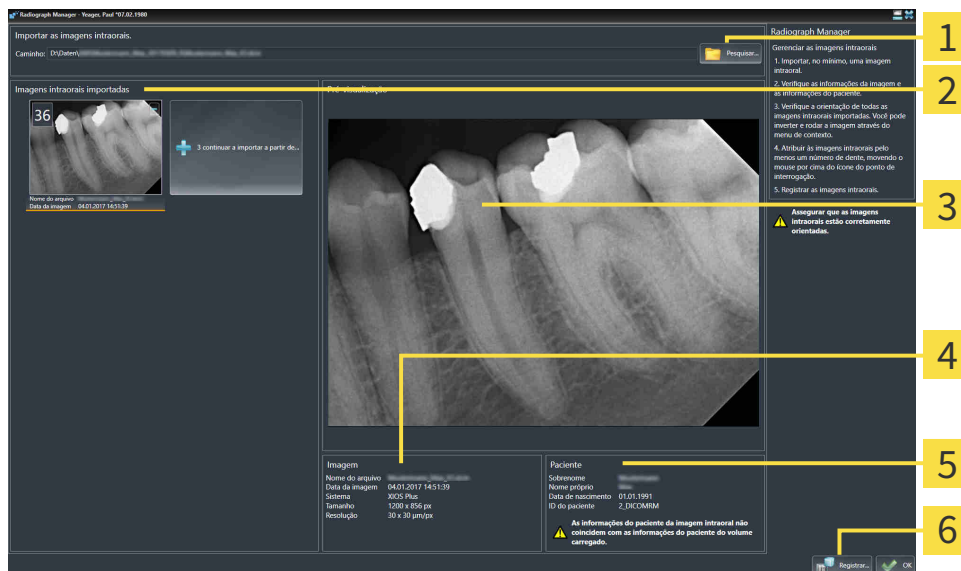 Radiograph Manager - Yeager, Paul *07.02.1980
Importar as imagens intraorais.
Caminho: D:\Daten\
Pesquisar...
1
Imagens intraorais importadas
2
36
3 continuar a importar a partir de...
Nome do arquivo
Data da imagem 04.01.2017 14:51:39
Pré-visualização
3
Imagem
4
Nome do arquivo
Data da imagem 04.01.2017 14:51:39
Sistema XIOS Plus
Tamanho 1200 x 856 px
Resolução 30 x 30 µm/px
Paciente
5
Sobrenome
Nome próprio
Data de nascimento 01.01.1991
ID do paciente 2_DICOMRM
As informações do paciente da imagem intraoral não
coincidem com as informações do paciente do volume
carregado.
Radiograph Manager
Gerenciar as imagens intraorais
1. Importar, no mínimo, uma imagem
intraoral.
2. Verifique as informações da imagem e
as informações do paciente.
3. Verifique a orientação de todas as
imagens intraorais importadas. Você pode
inverter e rodar a imagem através do
menu de contexto.
4. Atribuir às imagens intraorais pelo
menos um número de dente, movendo o
mouse por cima do ícone do ponto de
interrogação.
5. Registrar as imagens intraorais.
Assegurar que as imagens
intraorais estão corretamente
orientadas.
6
Registrar...
OK